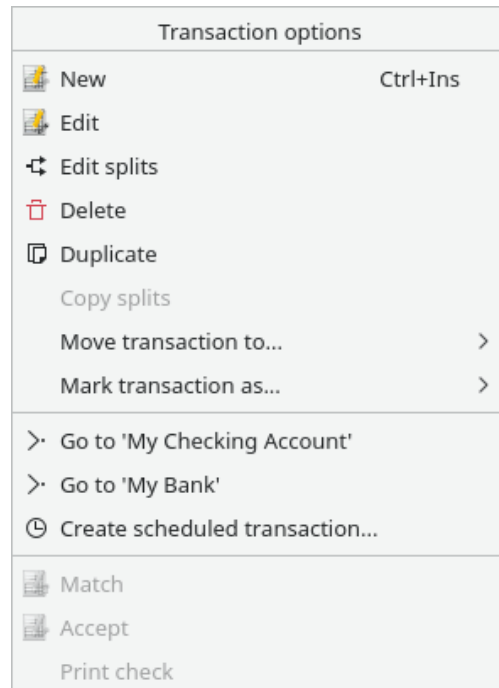 Transaction options
New Ctrl+Ins
Edit
Edit splits
Delete
Duplicate
Copy splits
Move transaction to...
Mark transaction as...
Go to 'My Checking Account'
Go to 'My Bank'
Create scheduled transaction...
Match
Accept
Print check